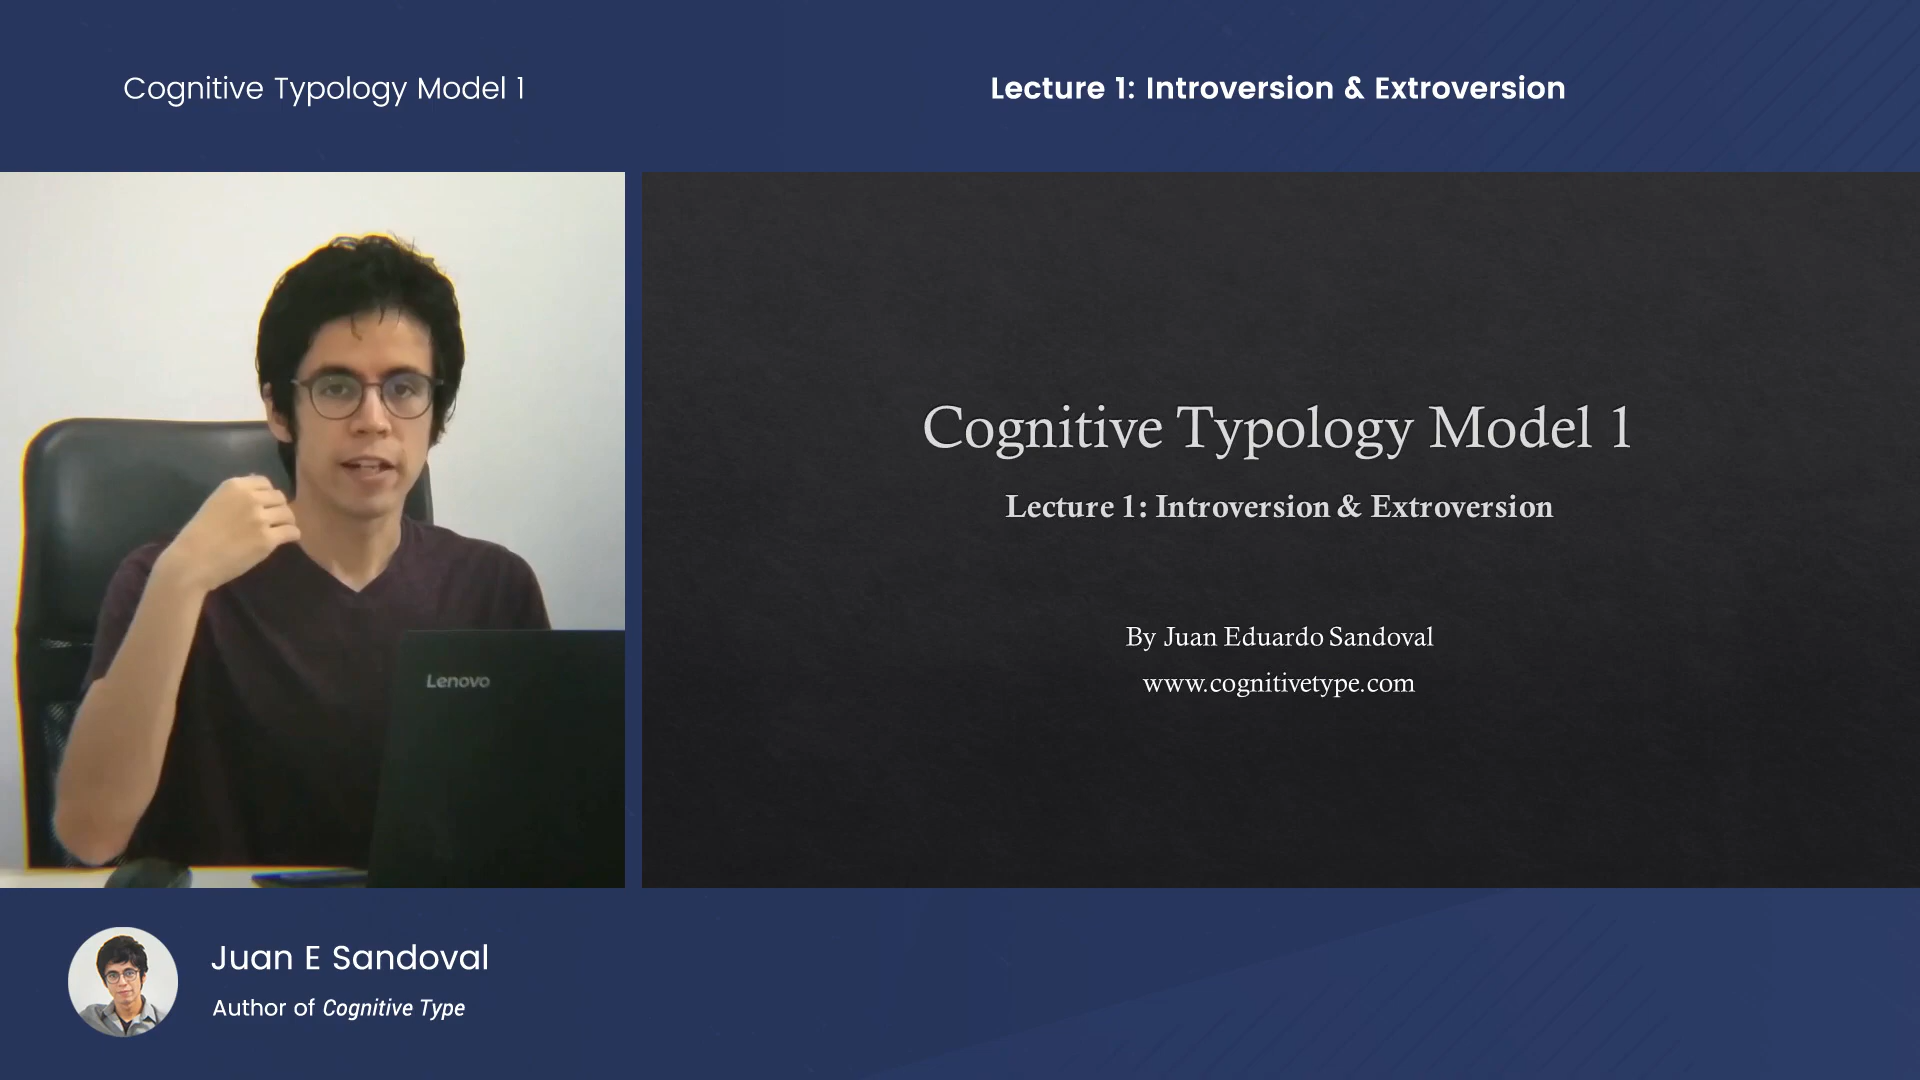 Cognitive Typology Model 1
Lecture 1: Introversion & Extroversion
Cognitive Typology Model 1
Lecture 1: Introversion & Extroversion
By Juan Eduardo Sandoval
www.cognitivetype.com
Lenovo
Juan E Sandoval
Author of Cognitive Type